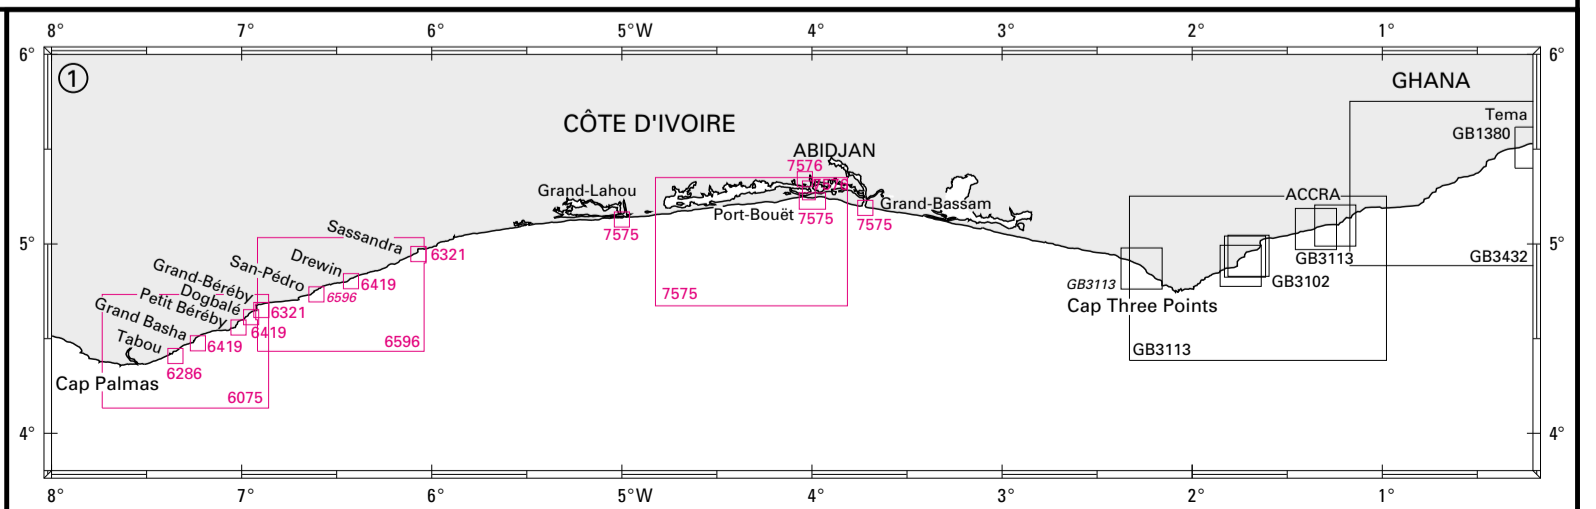 8° 7° 6° 5°W 4° 3° 2° 1°
6° 6°
1
GHANA
Tema
GB1380
CÔTE D'IVOIRE
ABIDJAN
7576
Grand-Lahou
ACCRA
Grand-Bassam
Port-Bouët
7575
7575
7575
Sassandra
6321
5° 5°
GB3113
GB3432
Drewin
6419
San-Pédro
6596
Grand-Béréby
6321
Dogbalé
6419
Petit Béréby
Grand Basha
6419
Tabou
6286
GB3113
GB3102
7575
Cap Three Points
6596
GB3113
Cap Palmas
6075
4° 4°
8° 7° 6° 5°W 4° 3° 2° 1°